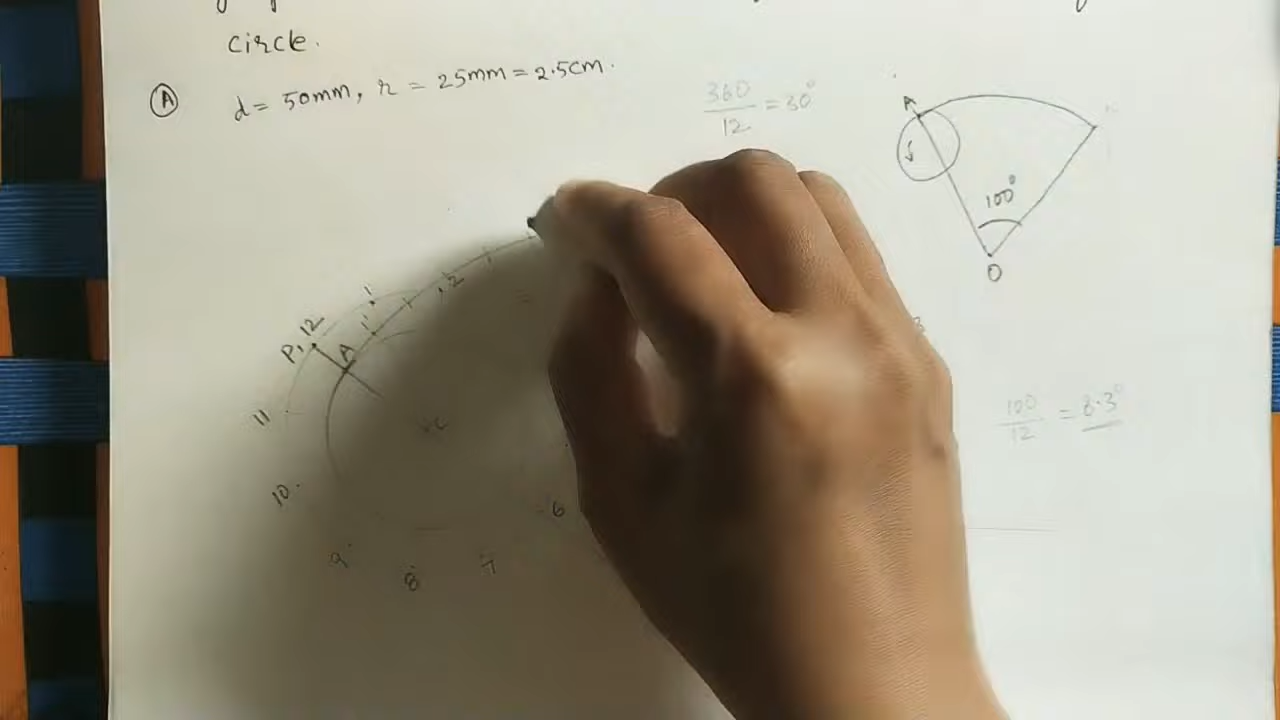 circle.
A d = 50mm, r = 25mm = 2.5cm.
360
12 = 30°
A
100°
O
1
1'
2
12
P1
A
11
10
9
8
7
6
C
100
12 = 8.3°